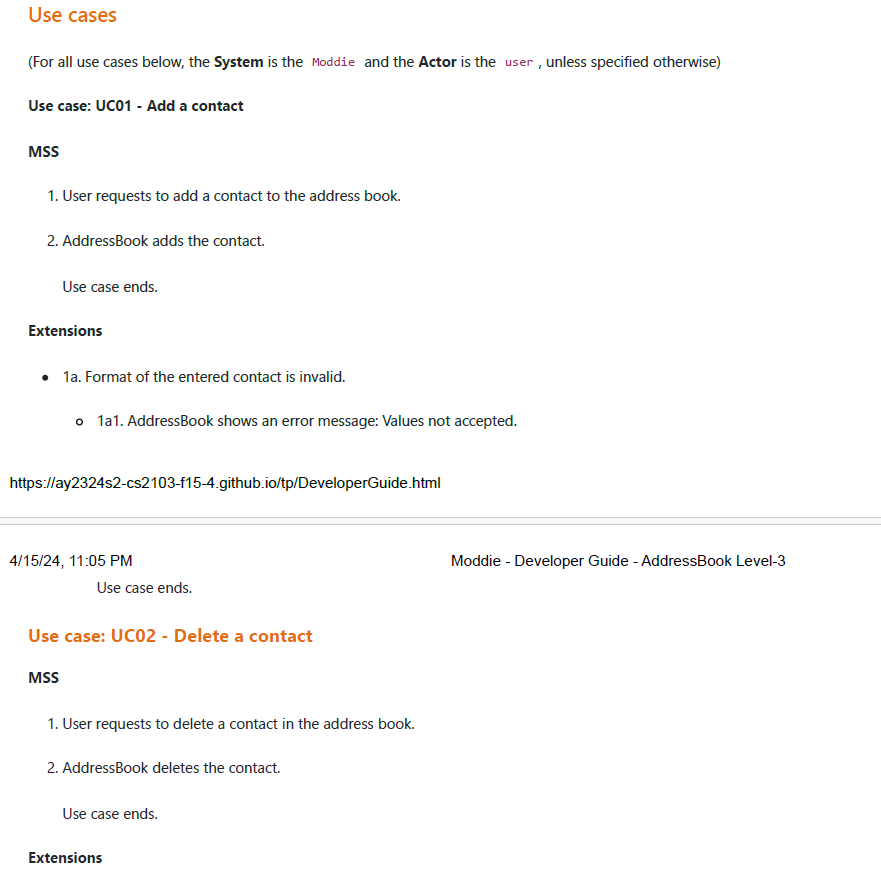 Use cases
(For all use cases below, the System is the Moddie and the Actor is the user , unless specified otherwise)
Use case: UC01 - Add a contact
MSS
1. User requests to add a contact to the address book.
2. AddressBook adds the contact.
Use case ends.
Extensions
• 1a. Format of the entered contact is invalid.
○ 1a1. AddressBook shows an error message: Values not accepted.
https://ay2324s2-cs2103-f15-4.github.io/tp/DeveloperGuide.html
4/15/24, 11:05 PM Moddie - Developer Guide - AddressBook Level-3
Use case ends.
Use case: UC02 - Delete a contact
MSS
1. User requests to delete a contact in the address book.
2. AddressBook deletes the contact.
Use case ends.
Extensions